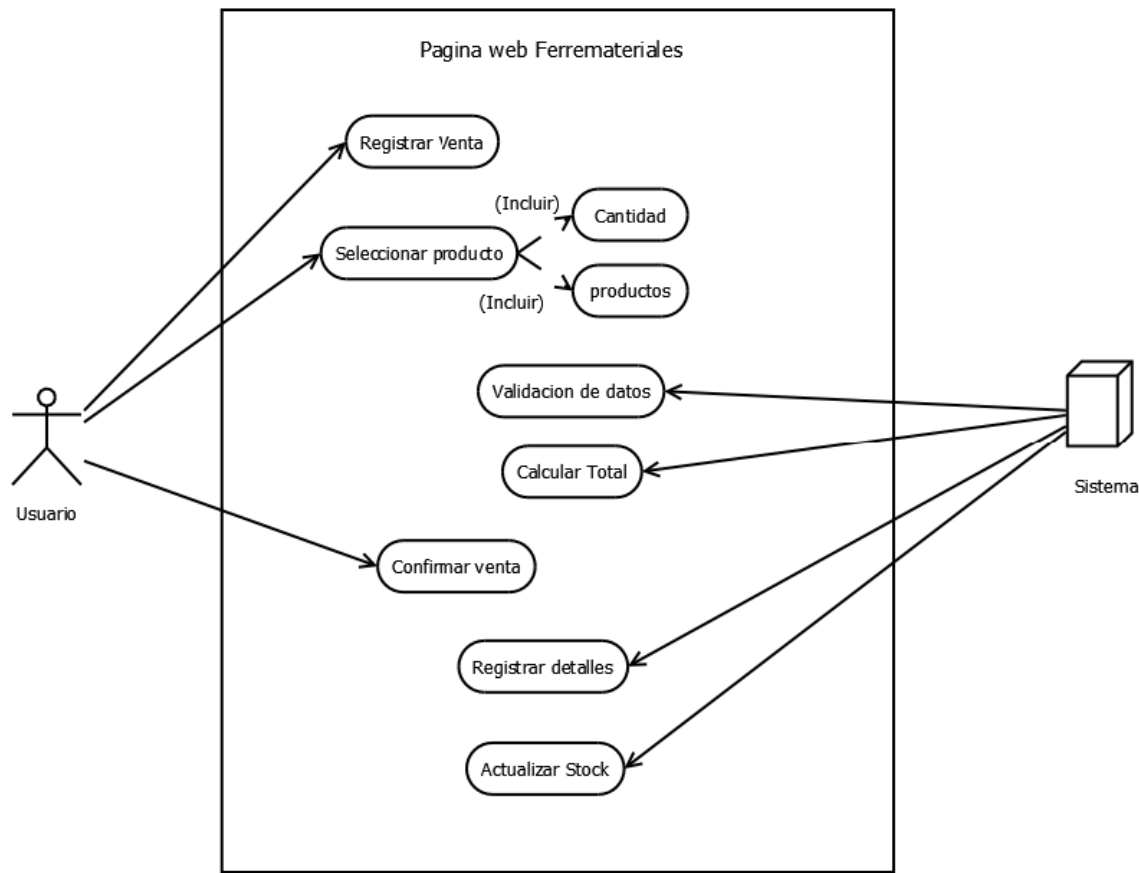 Pagina web Ferremateriales
Registrar Venta
(Incluir)
Cantidad
Seleccionar producto
(Incluir)
productos
Validacion de datos
Calcular Total
Usuario
Sistema
Confirmar venta
Registrar detalles
Actualizar Stock